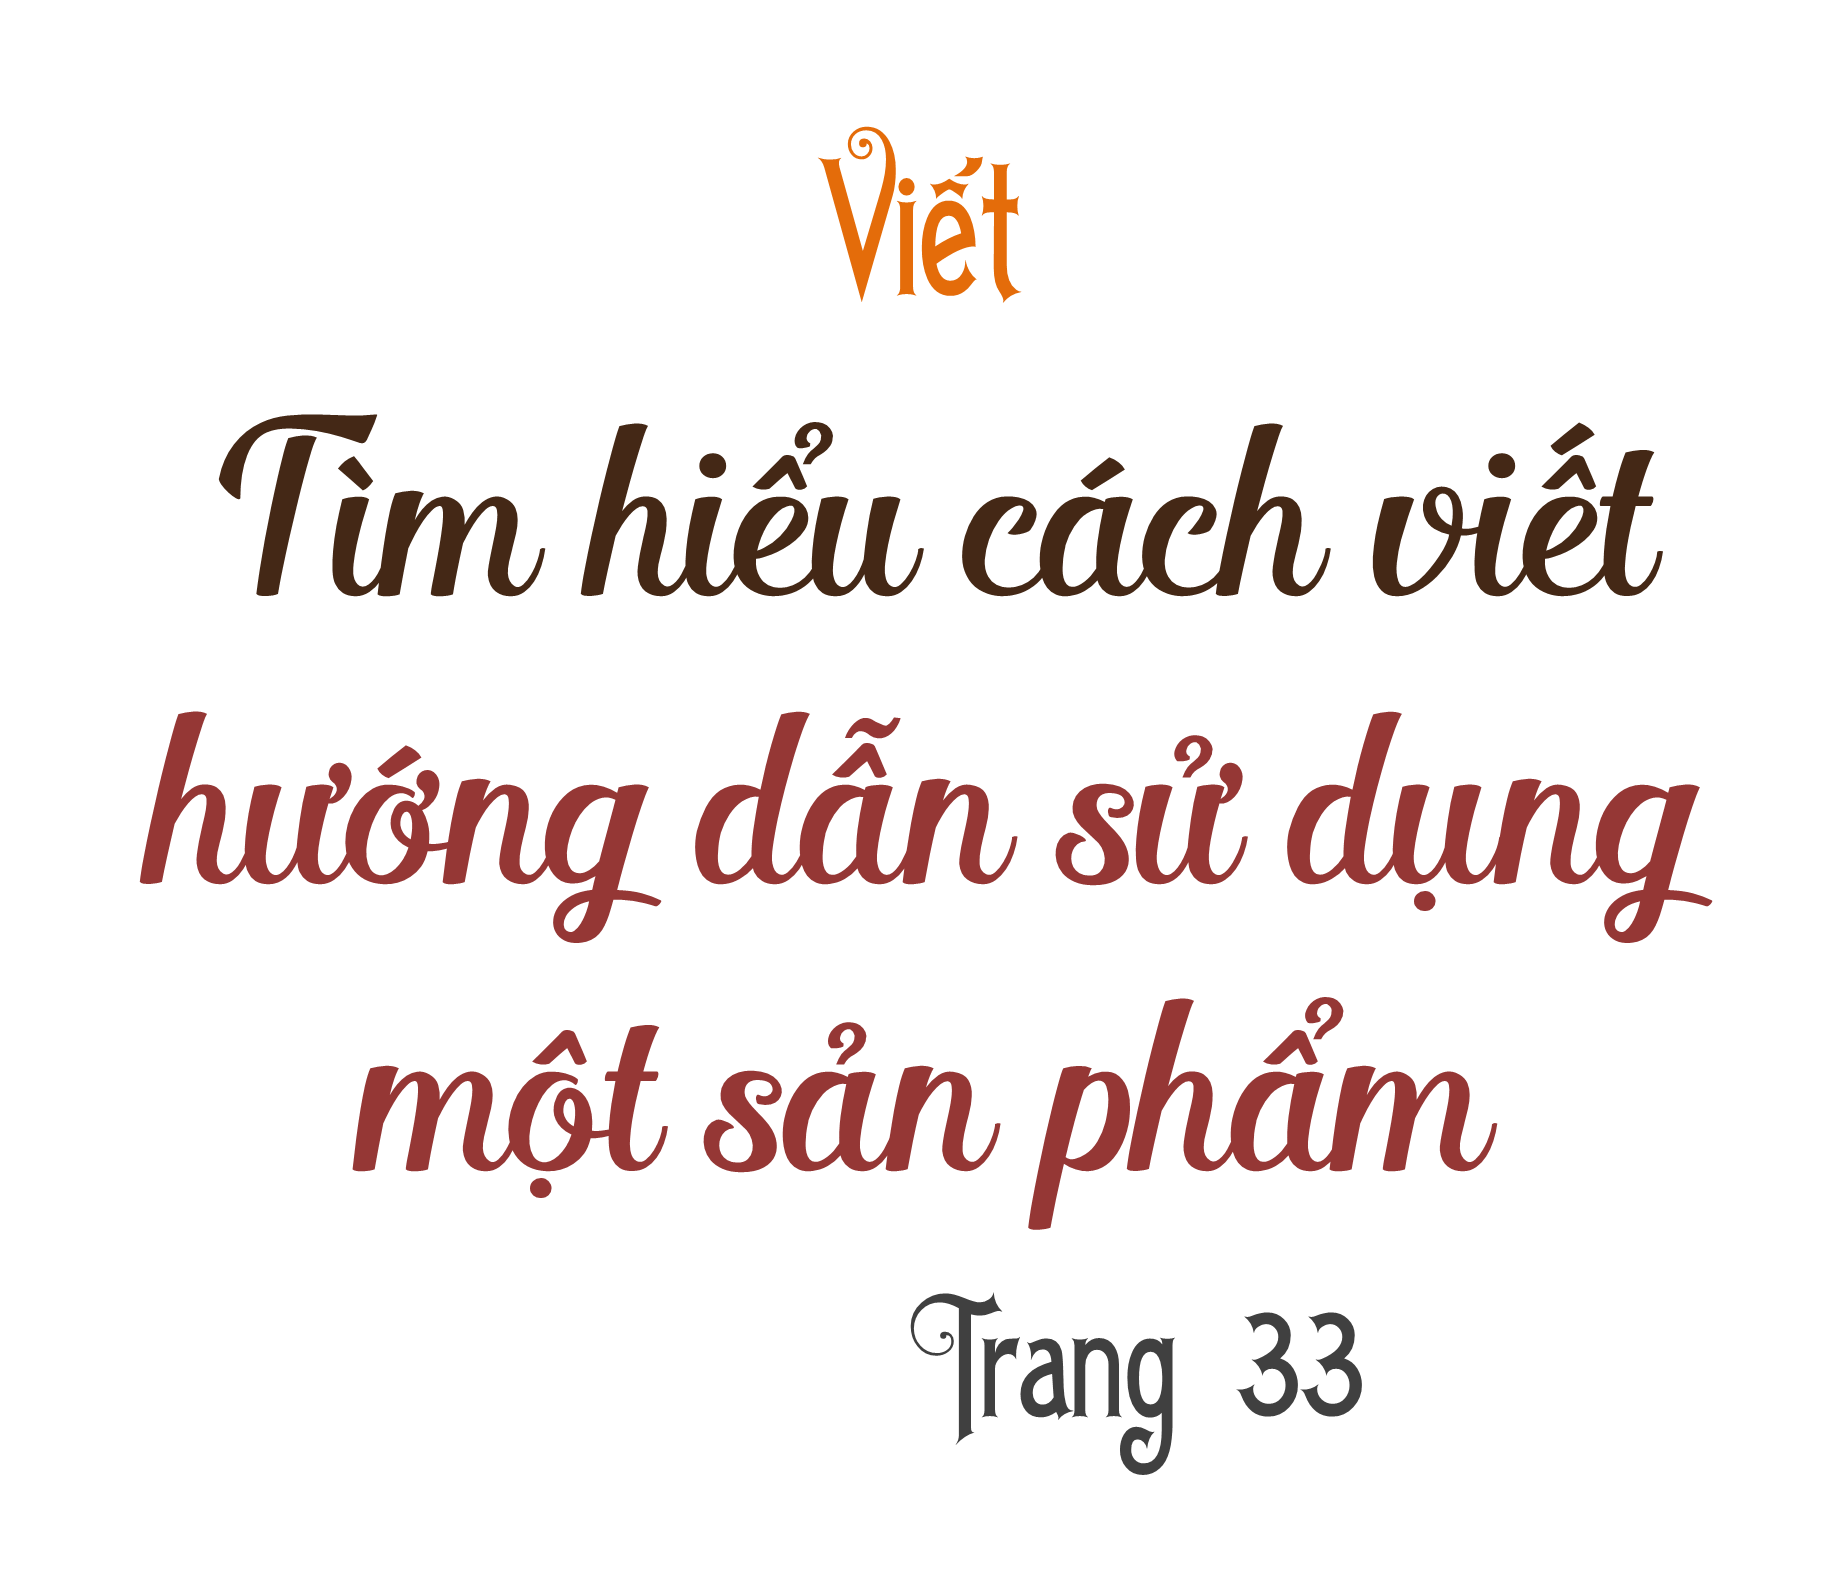 Viết
Tìm hiểu cách viết
hướng dẫn sử dụng
một sản phẩm
Trang 33